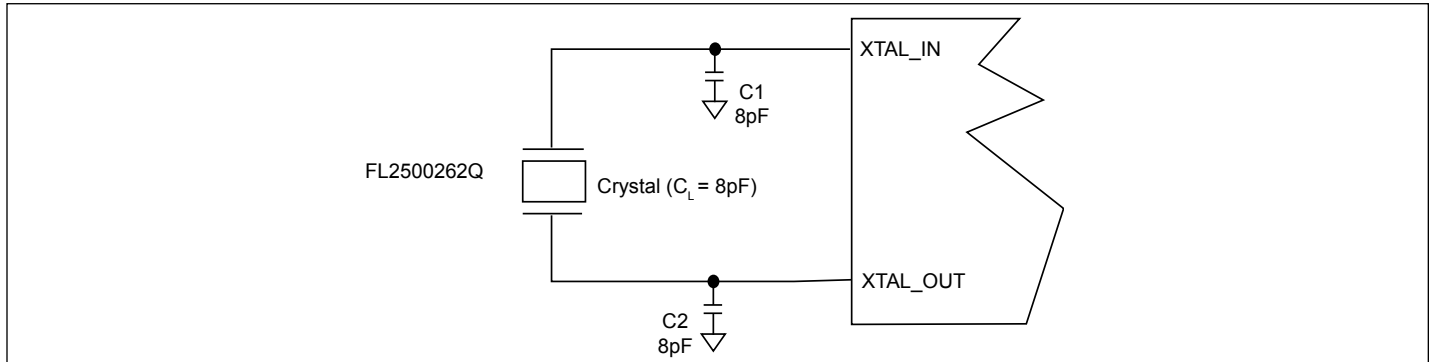 XTAL_IN
C1
8pF
FL2500262Q
Crystal (CL = 8pF)
XTAL_OUT
C2
8pF